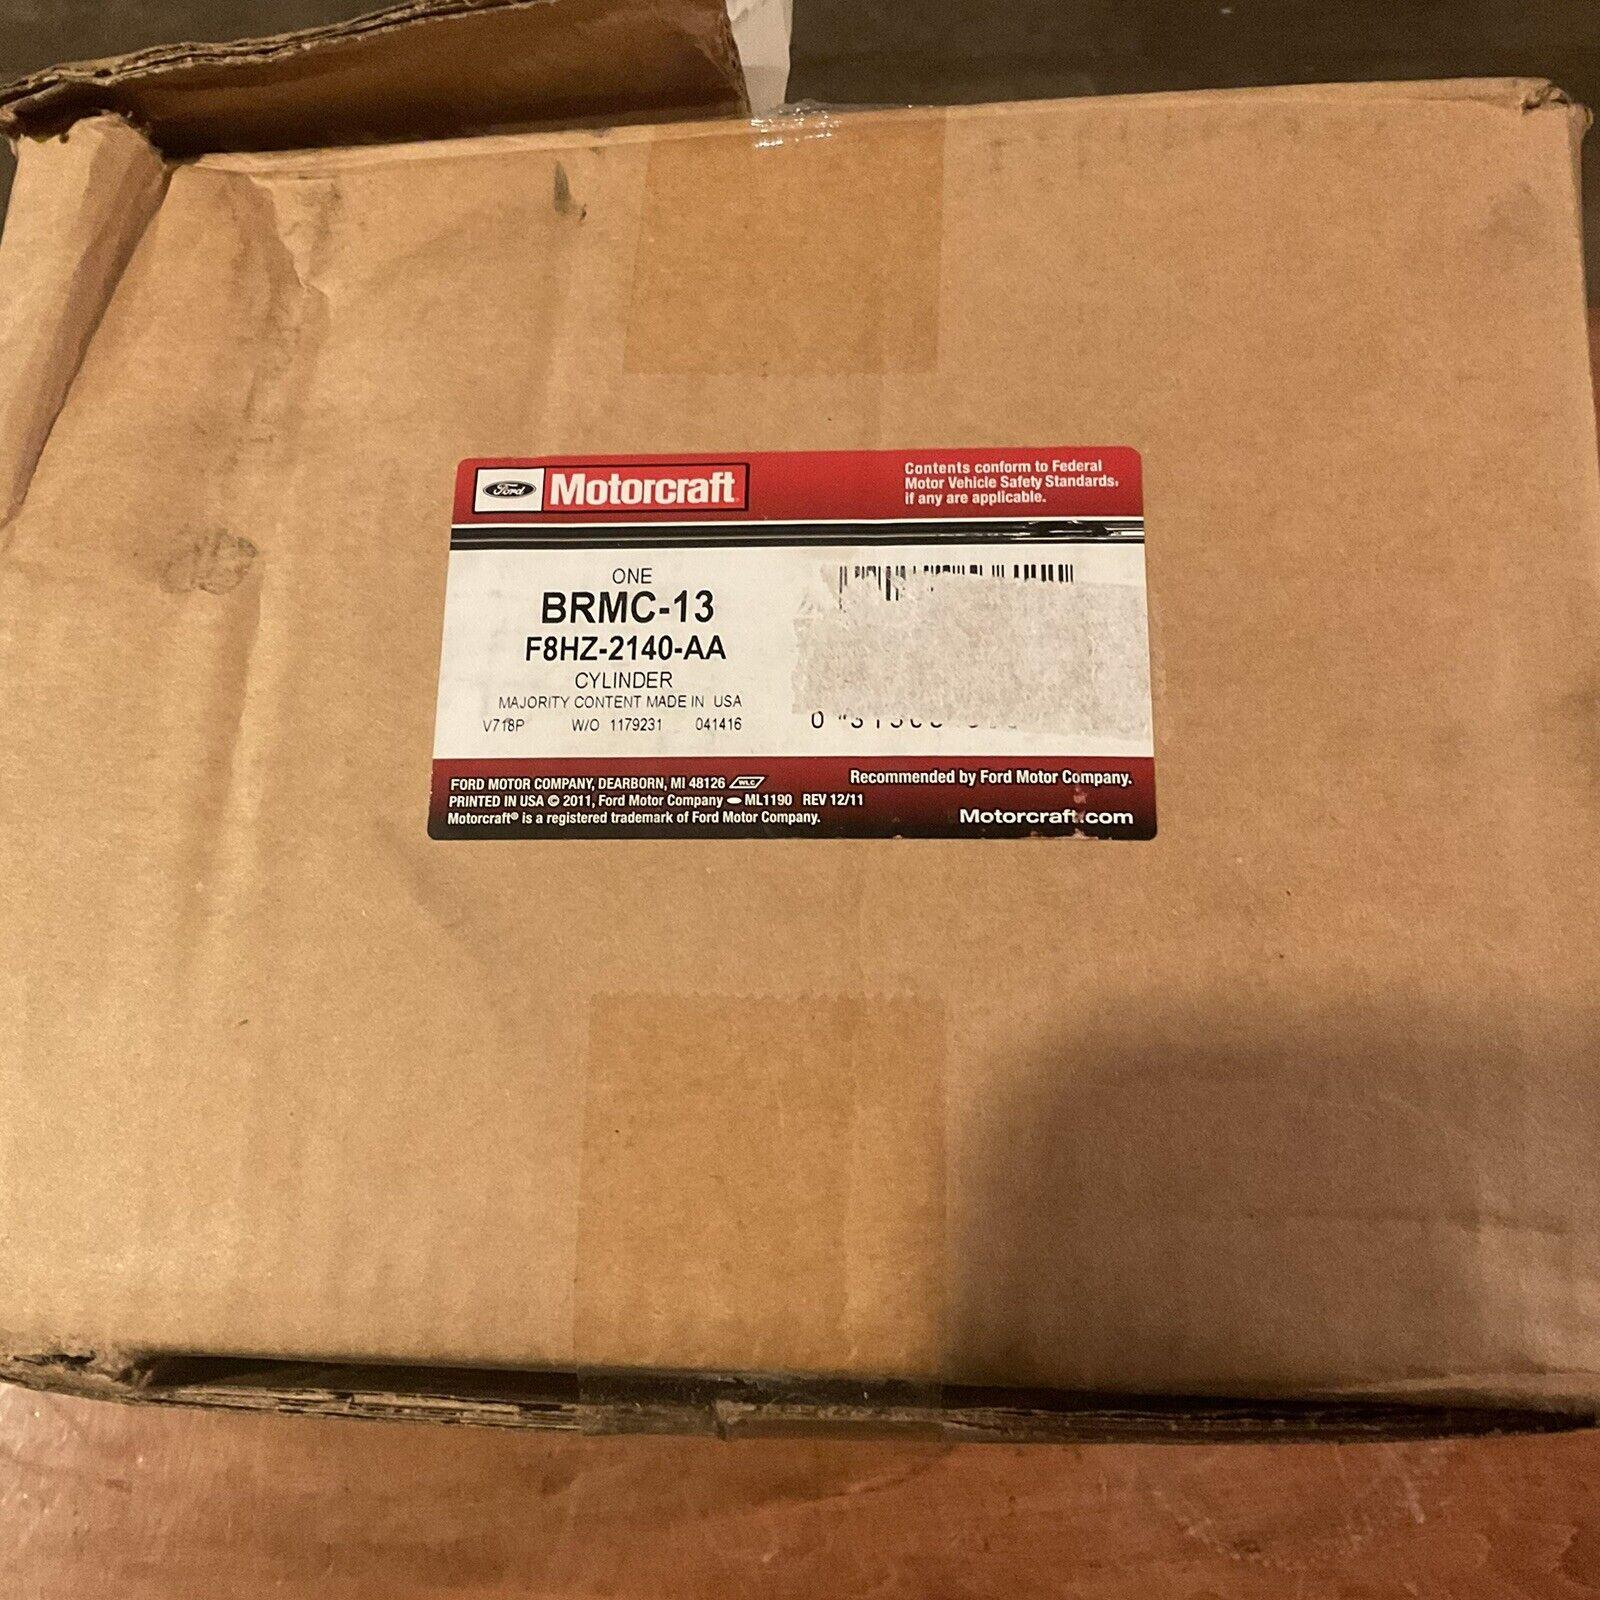 Ford Motorcraft
Contents conform to Federal
Motor Vehicle Safety Standards,
if any are applicable.
ONE
BRMC-13
F8HZ-2140-AA
CYLINDER
MAJORITY CONTENT MADE IN USA
V718P W/O 1179231 041416
FORD MOTOR COMPANY, DEARBORN, MI 48126 WLC
PRINTED IN USA © 2011, Ford Motor Company ML1190 REV 12/11
Motorcraft® is a registered trademark of Ford Motor Company.
Recommended by Ford Motor Company.
Motorcraft.com